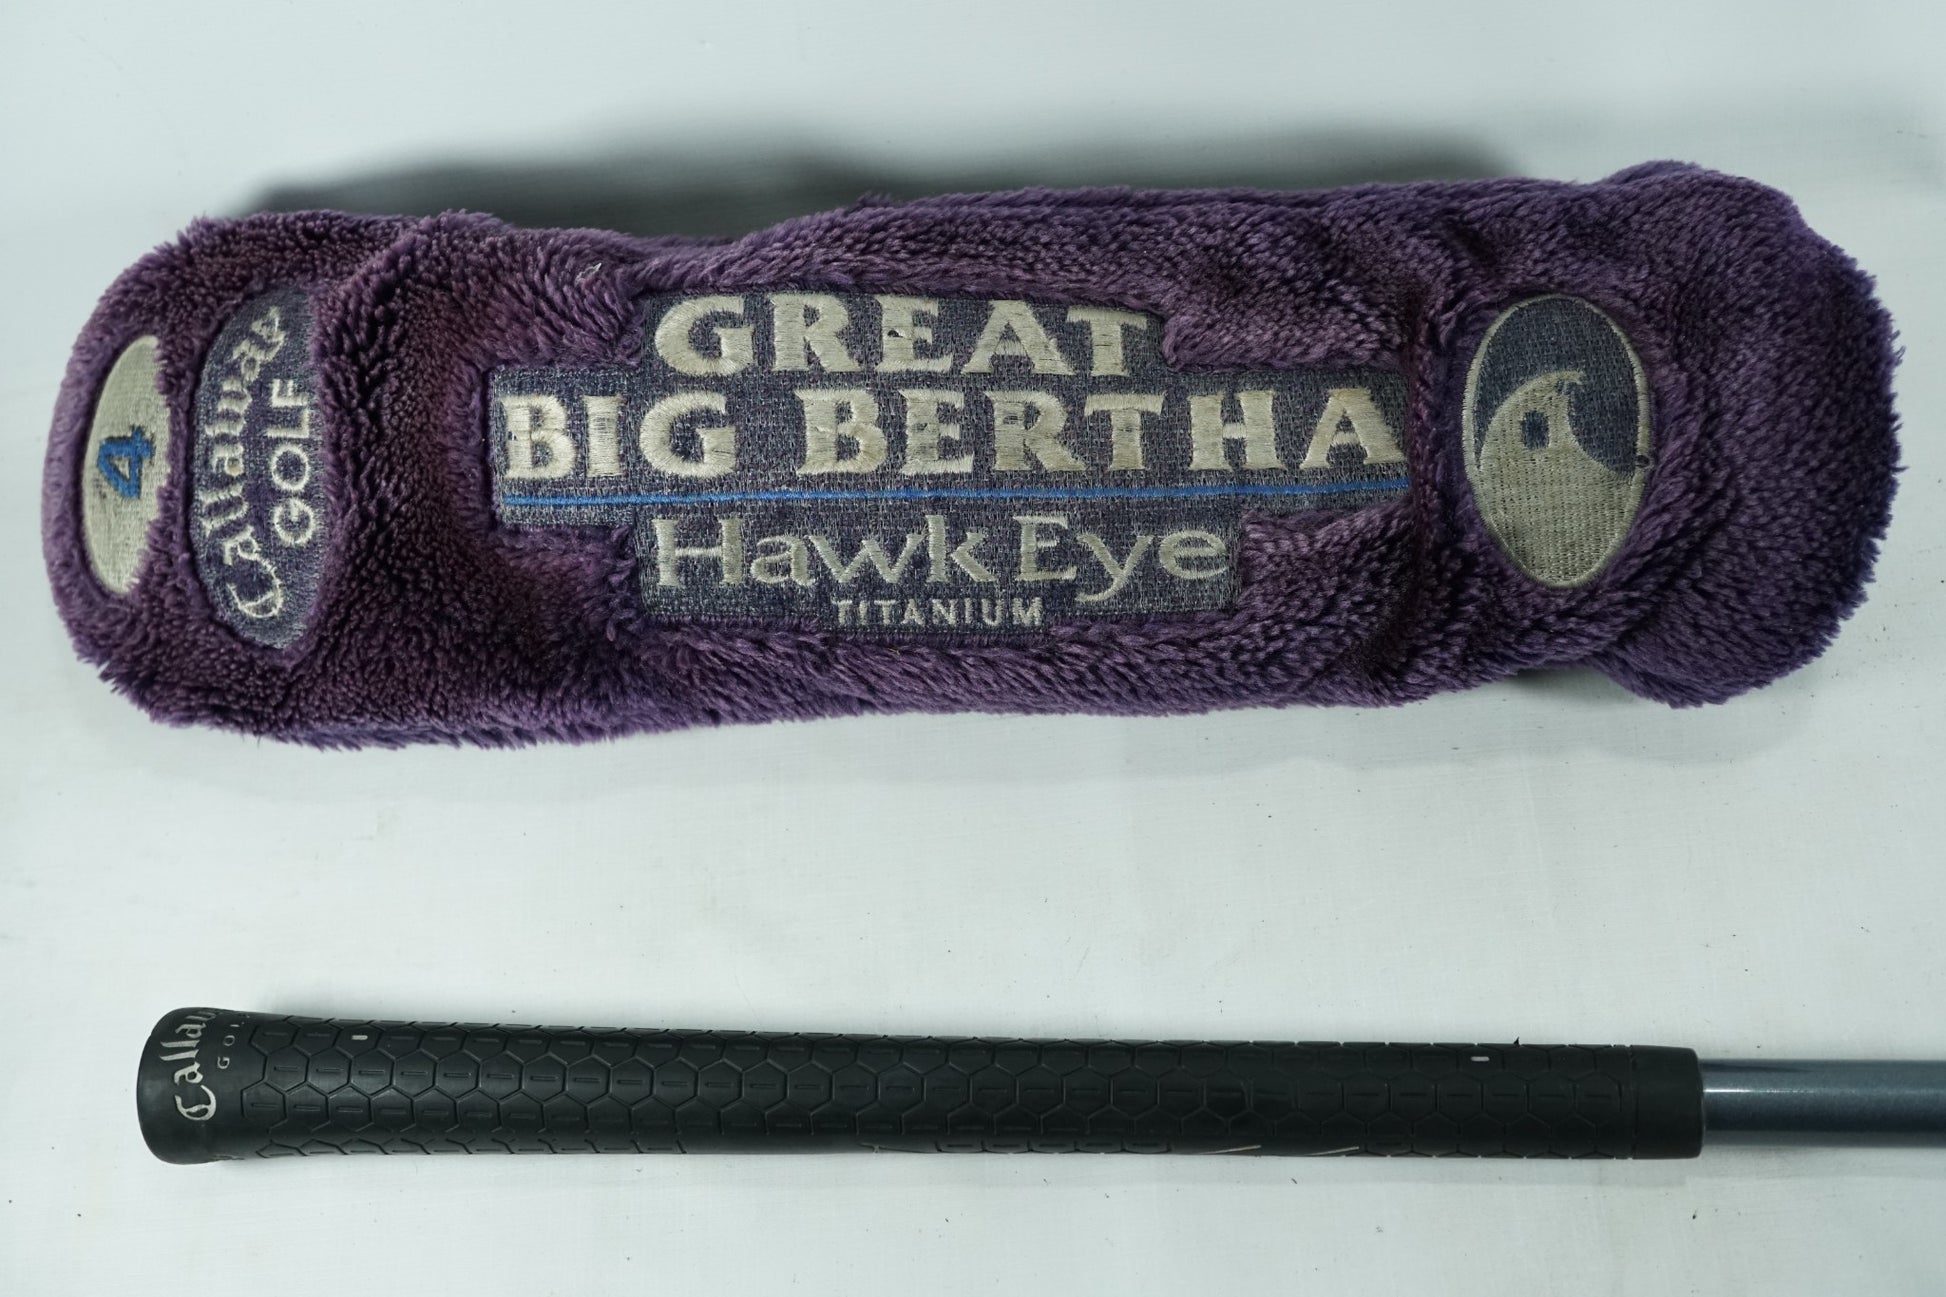 4
Callaway
GOLF
GREAT
BIG BERTHA
HawkEye
TITANIUM
Callaway
GOLF